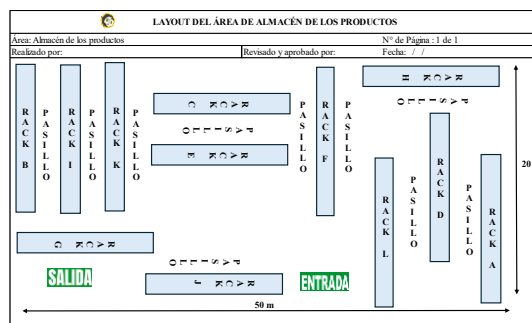 LAYOUT DEL ÁREA DE ALMACÉN DE LOS PRODUCTOS
Área: Almacén de los productos
N° de Página : 1 de 1
Realizado por:
Revisado y aprobado por:
Fecha: / /
RACK B
PASILLO
RACK I
PASILLO
RACK K
PASILLO
RACK C
PASILLO
RACK E
PASILLO
RACK F
PASILLO
RACK H
PASILLO
RACK L
PASILLO
RACK D
PASILLO
RACK A
20
RACK G
PASILLO
RACK J
SALIDA
ENTRADA
50 m